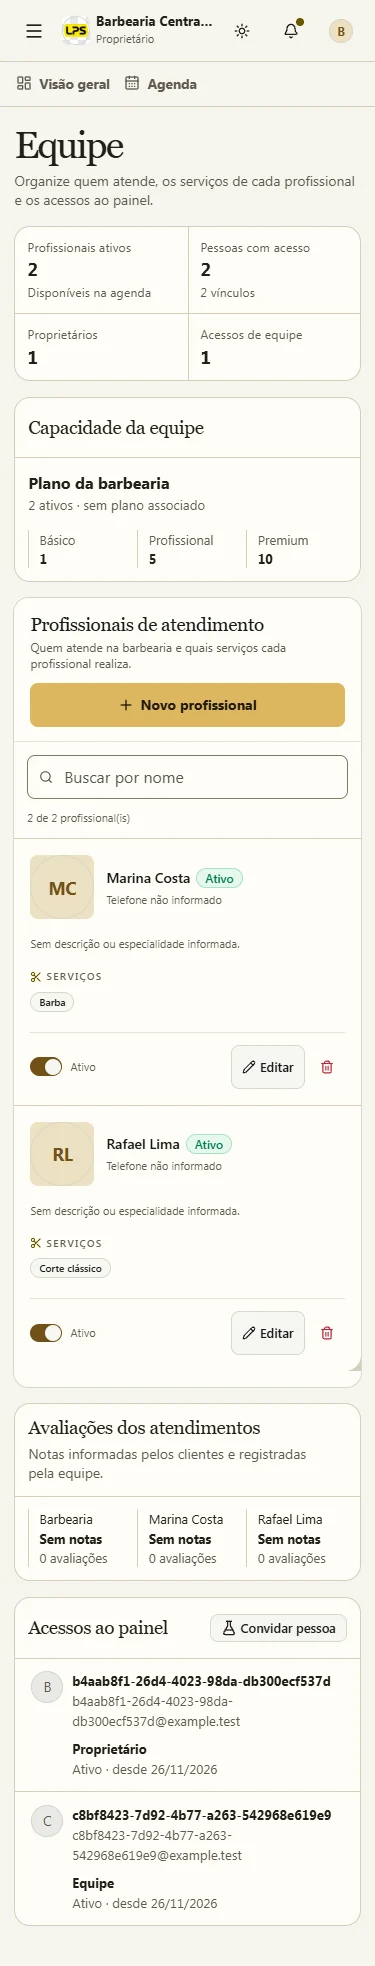 LPS
Barbearia Centra...
Proprietário
B
Visão geral
Agenda
Equipe
Organize quem atende, os serviços de cada profissional
e os acessos ao painel.
Profissionais ativos
2
Disponíveis na agenda
Pessoas com acesso
2
2 vínculos
Proprietários
1
Acessos de equipe
1
Capacidade da equipe
Plano da barbearia
2 ativos · sem plano associado
Básico
1
Profissional
5
Premium
10
Profissionais de atendimento
Quem atende na barbearia e quais serviços cada
profissional realiza.
+ Novo profissional
Buscar por nome
2 de 2 profissional(is)
MC
Marina Costa
Ativo
Telefone não informado
Sem descrição ou especialidade informada.
SERVIÇOS
Barba
Ativo
Editar
RL
Rafael Lima
Ativo
Telefone não informado
Sem descrição ou especialidade informada.
SERVIÇOS
Corte clássico
Ativo
Editar
Avaliações dos atendimentos
Notas informadas pelos clientes e registradas
pela equipe.
Barbearia
Sem notas
0 avaliações
Marina Costa
Sem notas
0 avaliações
Rafael Lima
Sem notas
0 avaliações
Acessos ao painel
Convidar pessoa
B
b4aab8f1-26d4-4023-98da-db300ecf537d
b4aab8f1-26d4-4023-98da-
db300ecf537d@example.test
Proprietário
Ativo · desde 26/11/2026
C
c8bf8423-7d92-4b77-a263-542968e619e9
c8bf8423-7d92-4b77-a263-
542968e619e9@example.test
Equipe
Ativo · desde 26/11/2026